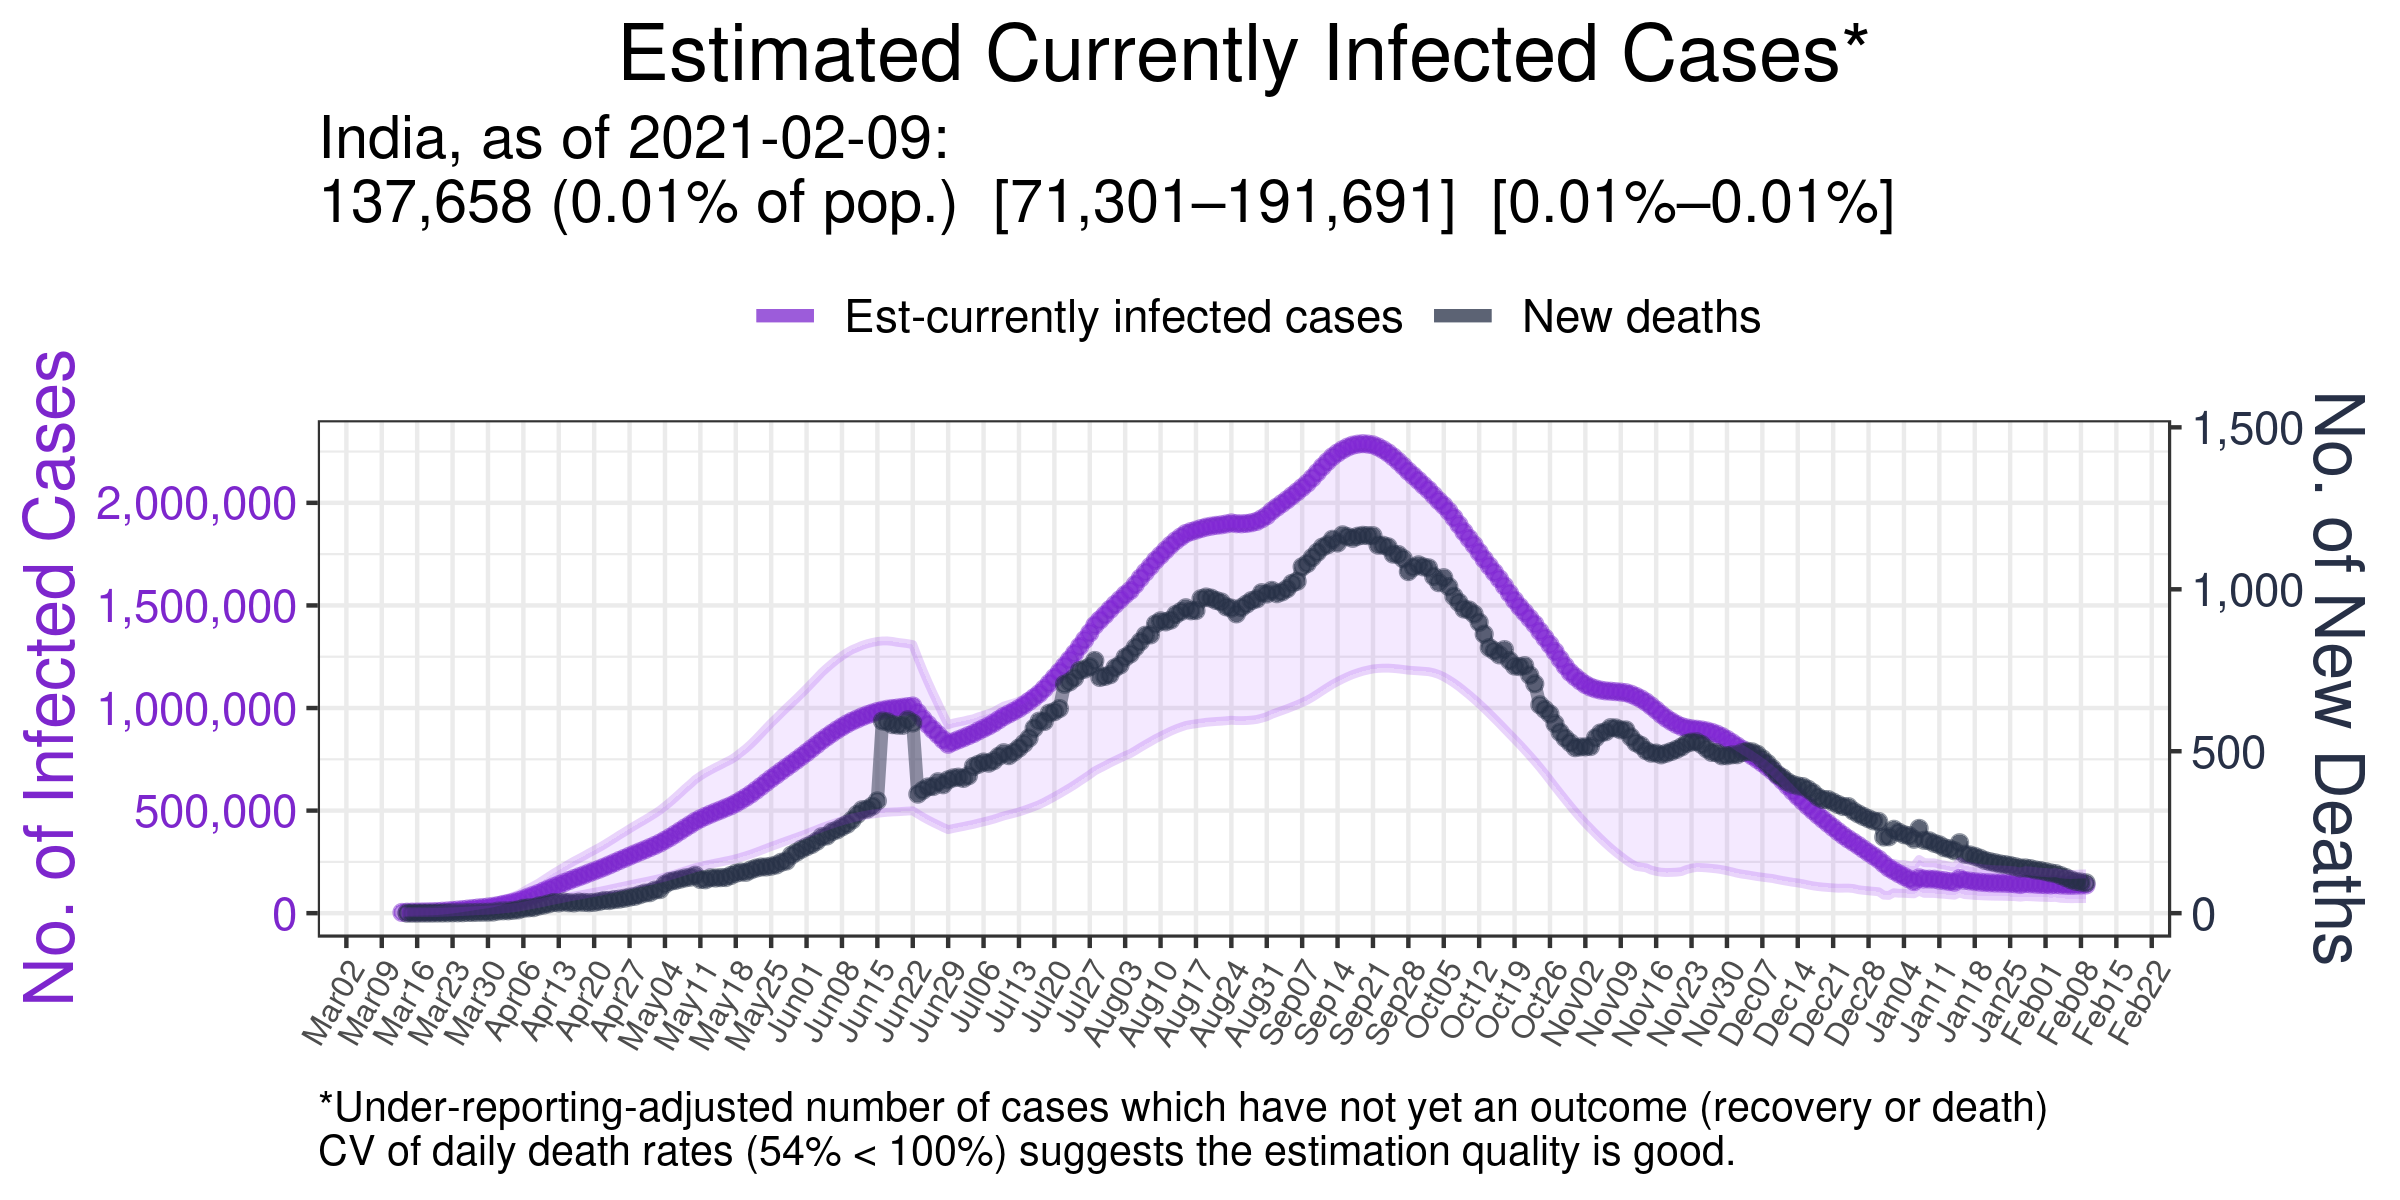 Estimated Currently Infected Cases*
India, as of 2021-02-09:
137,658 (0.01% of pop.) [71,301–191,691] [0.01%–0.01%]
Est-currently infected cases
New deaths
No. of Infected Cases
2,000,000
1,500,000
1,000,000
500,000
0
1,500
1,000
500
0
No. of New Deaths
Mar02
Mar09
Mar16
Mar23
Mar30
Apr06
Apr13
Apr20
Apr27
May04
May11
May18
May25
Jun01
Jun08
Jun15
Jun22
Jun29
Jul06
Jul13
Jul20
Jul27
Aug03
Aug10
Aug17
Aug24
Aug31
Sep07
Sep14
Sep21
Sep28
Oct05
Oct12
Oct19
Oct26
Nov02
Nov09
Nov16
Nov23
Nov30
Dec07
Dec14
Dec21
Dec28
Jan04
Jan11
Jan18
Jan25
Feb01
Feb08
Feb15
Feb22
*Under-reporting-adjusted number of cases which have not yet an outcome (recovery or death)
CV of daily death rates (54% < 100%) suggests the estimation quality is good.